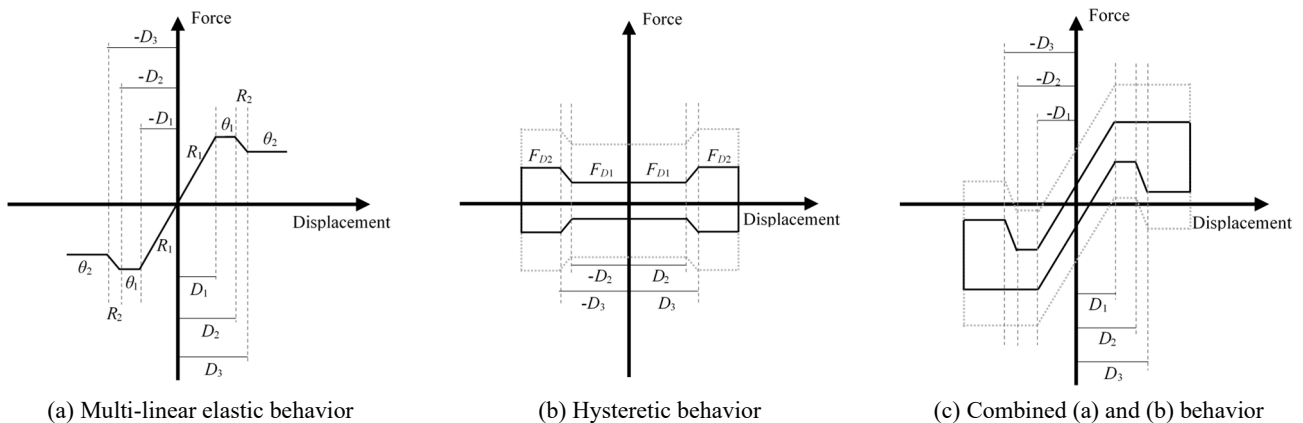 Force
-D3
-D2
R2
-D1
θ1
θ2
R1
Displacement
R1
θ2
θ1
D1
R2
D2
D3
(a) Multi-linear elastic behavior
Force
FD2
FD1
FD1
FD2
Displacement
-D2
D2
-D3
D3
(b) Hysteretic behavior
Force
-D3
-D2
-D1
Displacement
D1
D2
D3
(c) Combined (a) and (b) behavior